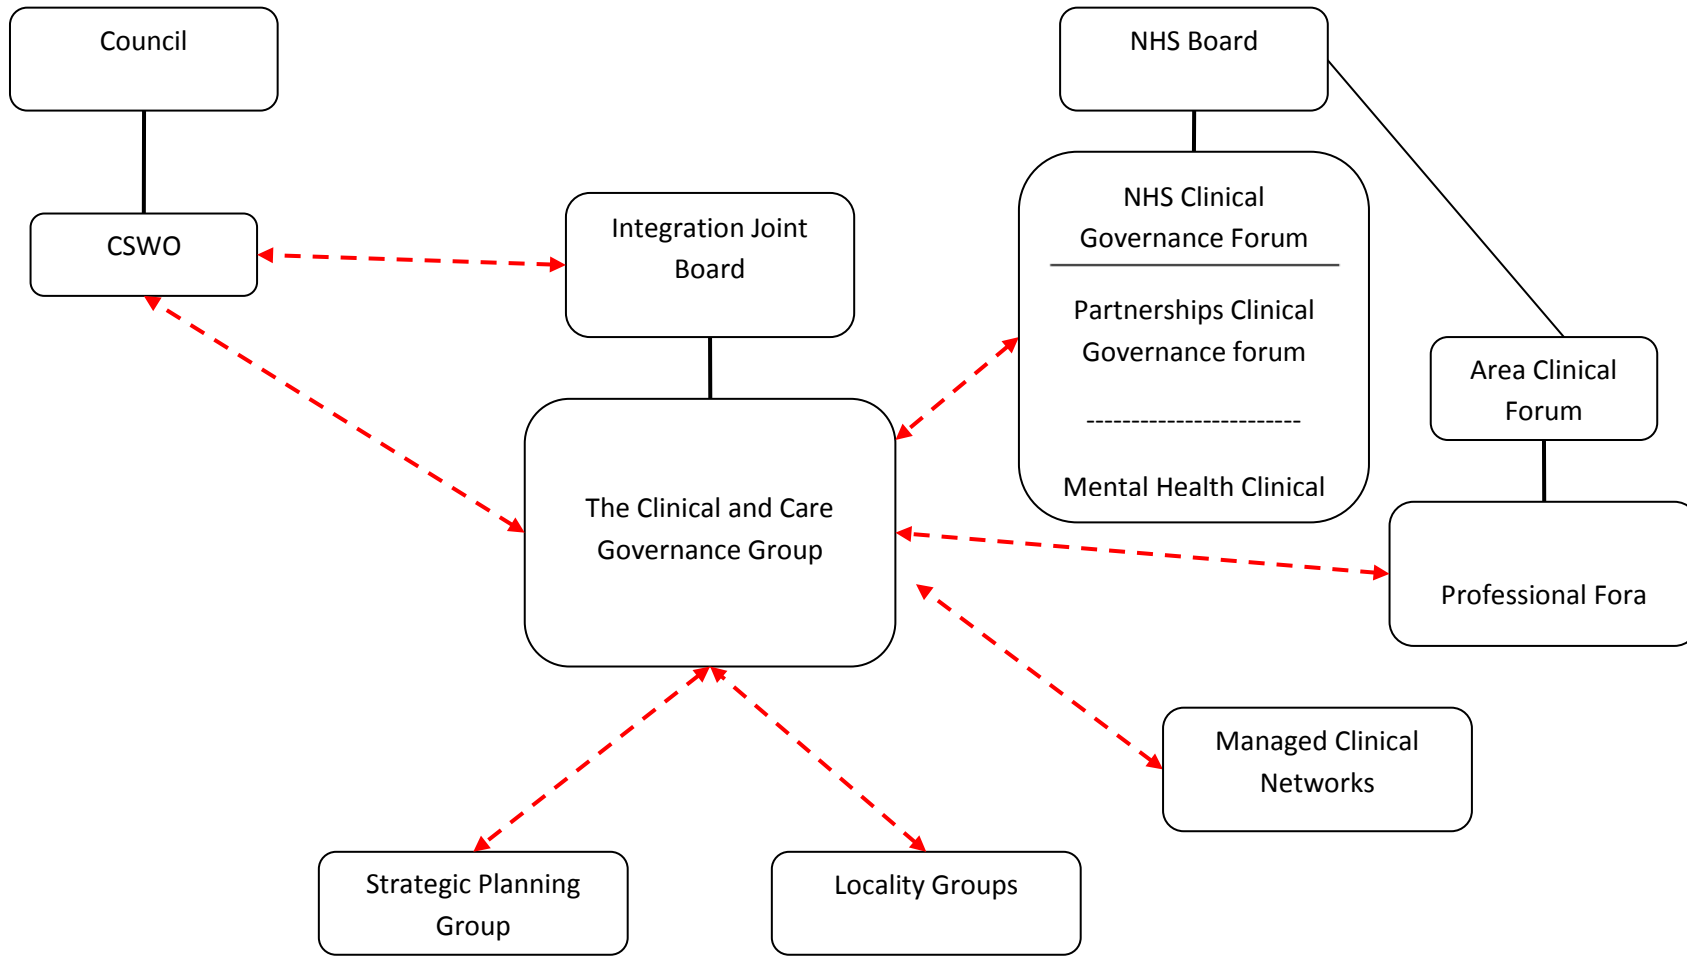 Council
NHS Board
NHS Clinical
Governance Forum
Partnerships Clinical
Governance forum
------------------------
Mental Health Clinical
CSWO
Integration Joint
Board
Area Clinical
Forum
The Clinical and Care
Governance Group
Professional Fora
Managed Clinical
Networks
Strategic Planning
Group
Locality Groups